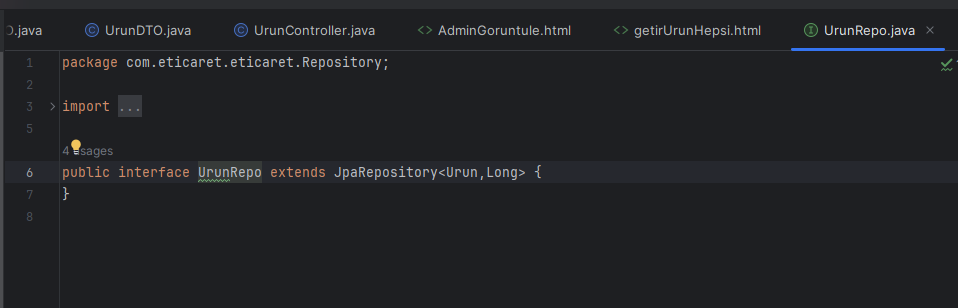 O.java UrunDTO.java UrunController.java AdminGoruntule.html getirUrunHepsi.html UrunRepo.java
1 package com.eticaret.eticaret.Repository;
2
3 import ...
5
4 usages
6 public interface UrunRepo extends JpaRepository<Urun,Long> {
7 }
8